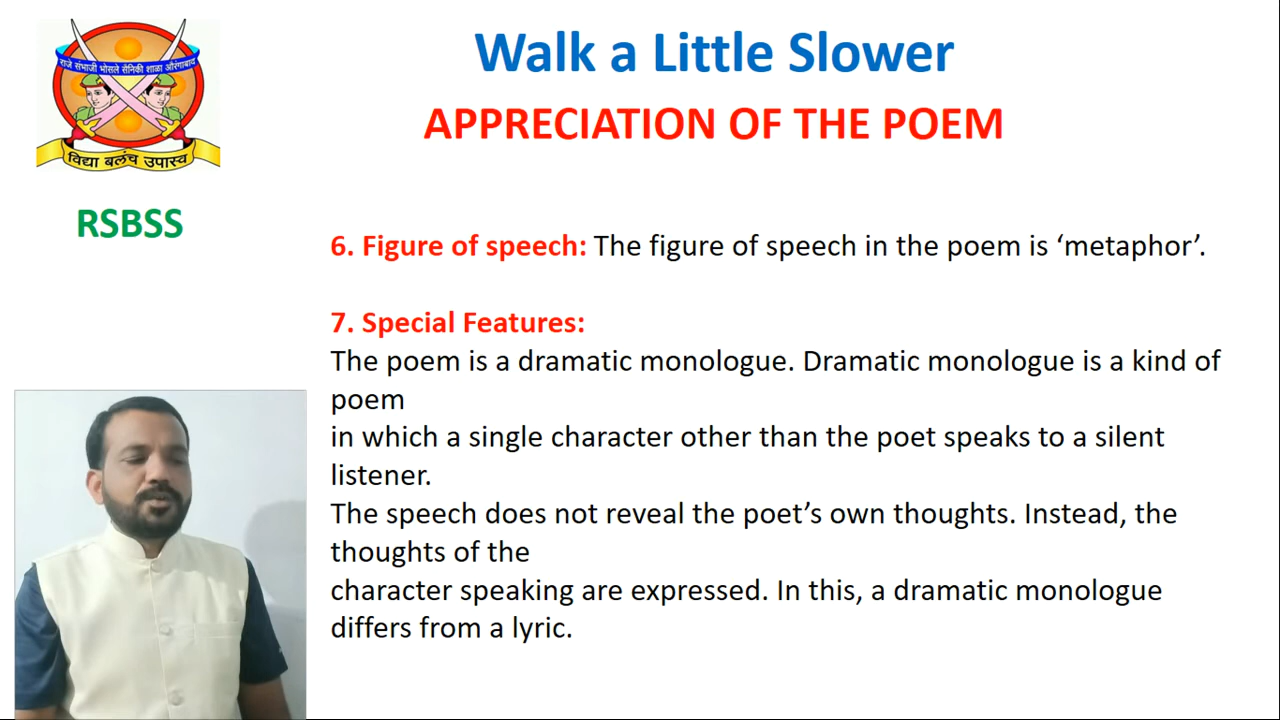 राजे संभाजी भोसले सैनिकी शाळा औरंगाबाद
विद्या बलंच उपास्व
RSBSS
Walk a Little Slower
APPRECIATION OF THE POEM
6. Figure of speech: The figure of speech in the poem is ‘metaphor’.
7. Special Features:
The poem is a dramatic monologue. Dramatic monologue is a kind of
poem
in which a single character other than the poet speaks to a silent
listener.
The speech does not reveal the poet’s own thoughts. Instead, the
thoughts of the
character speaking are expressed. In this, a dramatic monologue
differs from a lyric.